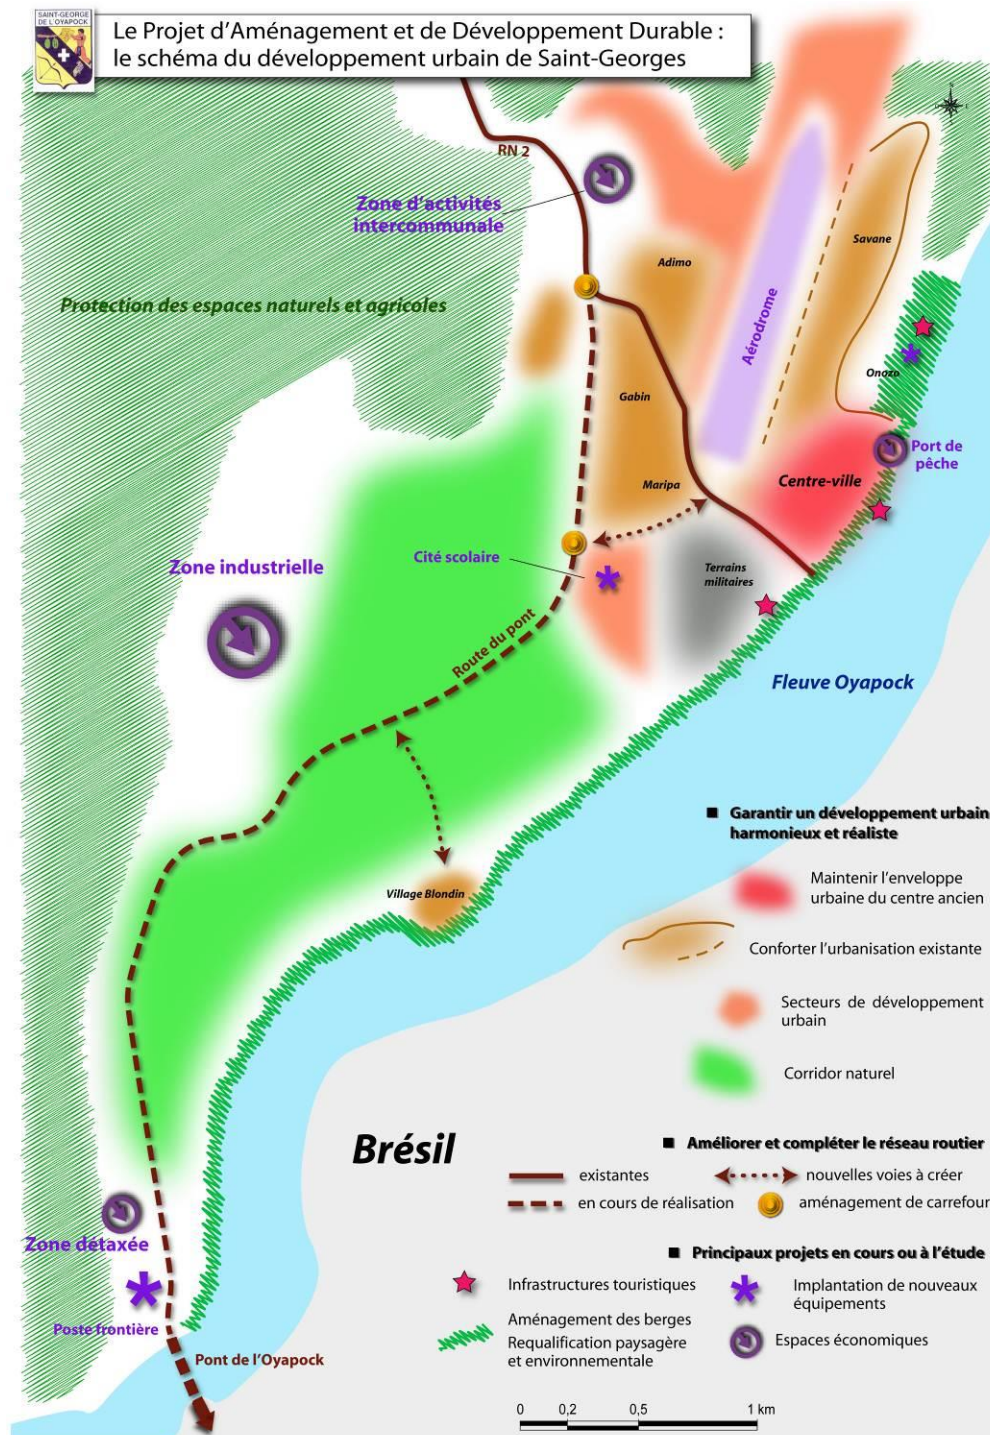 SAINT-GEORGE
DE L'OYAPOCK
Le Projet d'Aménagement et de Développement Durable :
le schéma du développement urbain de Saint-Georges
RN 2
Zone d'activités
intercommunale
Savane
Adimo
Protection des espaces naturels et agricoles
Aérodrome
Onozo
Gabin
Port de
pêche
Maripa
Centre-ville
Cité scolaire
Zone industrielle
Terrains
militaires
Route du pont
Fleuve Oyapock
Village Blondin
Garantir un développement urbain
harmonieux et réaliste
Maintenir l'enveloppe
urbaine du centre ancien
Conforter l'urbanisation existante
Secteurs de développement
urbain
Corridor naturel
Brésil
Améliorer et compléter le réseau routier
existantes
nouvelles voies à créer
en cours de réalisation
aménagement de carrefour
Zone détaxée
Principaux projets en cours ou à l'étude
Infrastructures touristiques
Implantation de nouveaux
équipements
Poste frontière
Aménagement des berges
Requalification paysagère
et environnementale
Espaces économiques
Pont de l'Oyapock
0 0,2 0,5 1 km